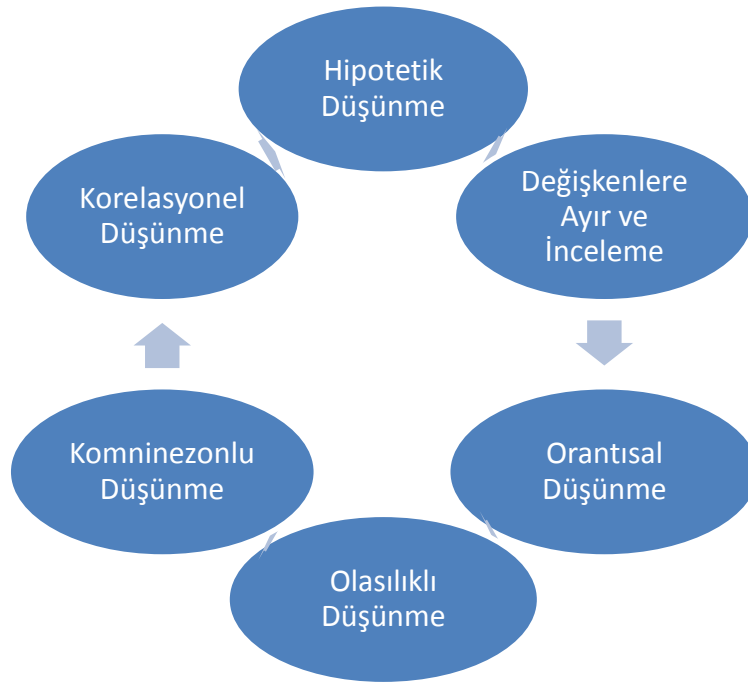 Hipotetik
Düşünme
Değişkenlere
Ayır ve
İnceleme
Orantısal
Düşünme
Olasılıklı
Düşünme
Komninezonlu
Düşünme
Korelasyonel
Düşünme